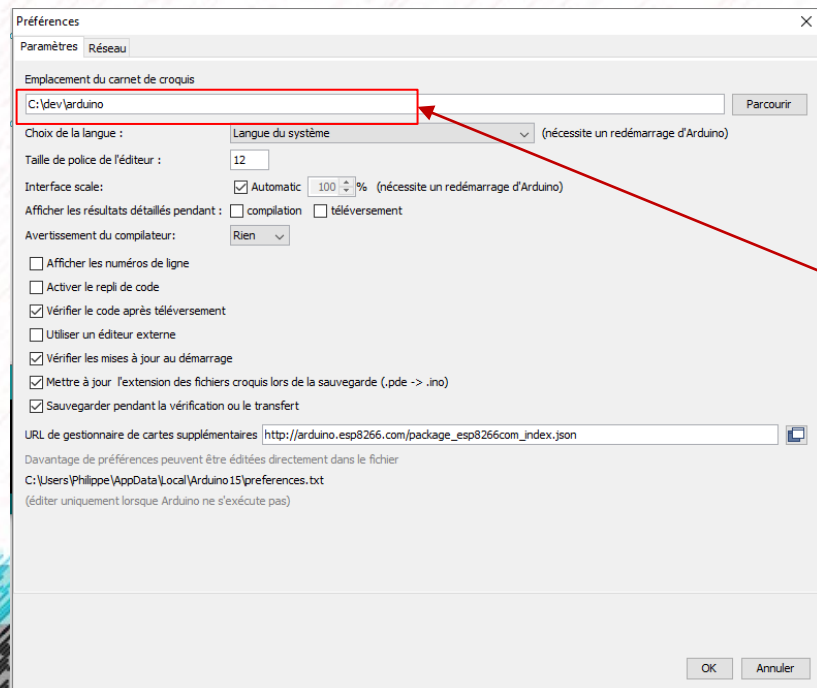 Préférences
Paramètres Réseau
Emplacement du carnet de croquis
C:\dev\arduino Parcourir
Choix de la langue : Langue du système (nécessite un redémarrage d'Arduino)
Taille de police de l'éditeur : 12
Interface scale: Automatic 100 % (nécessite un redémarrage d'Arduino)
Afficher les résultats détaillés pendant : compilation téléversement
Avertissement du compilateur: Rien
Afficher les numéros de ligne
Activer le repli de code
Vérifier le code après téléversement
Utiliser un éditeur externe
Vérifier les mises à jour au démarrage
Mettre à jour l'extension des fichiers croquis lors de la sauvegarde (.pde -> .ino)
Sauvegarder pendant la vérification ou le transfert
URL de gestionnaire de cartes supplémentaires http://arduino.esp8266.com/package_esp8266com_index.json
Davantage de préférences peuvent être éditées directement dans le fichier
C:\Users\Philippe\AppData\Local\Arduino15\preferences.txt
(éditer uniquement lorsque Arduino ne s'exécute pas)
OK Annuler